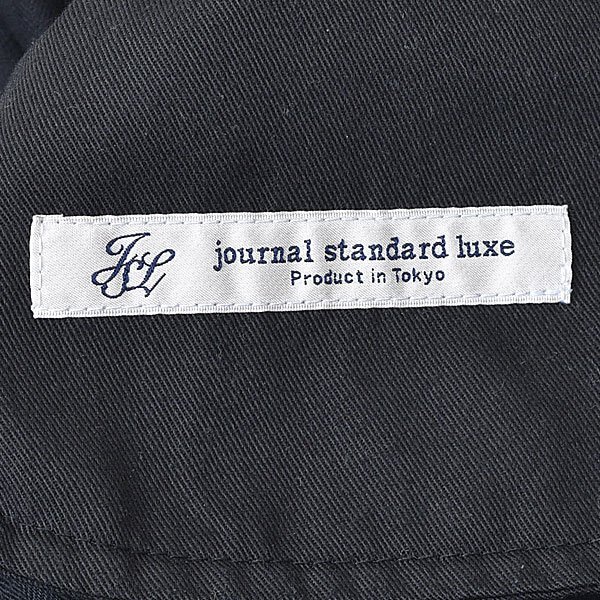 JSL
journal standard luxe
Product in Tokyo